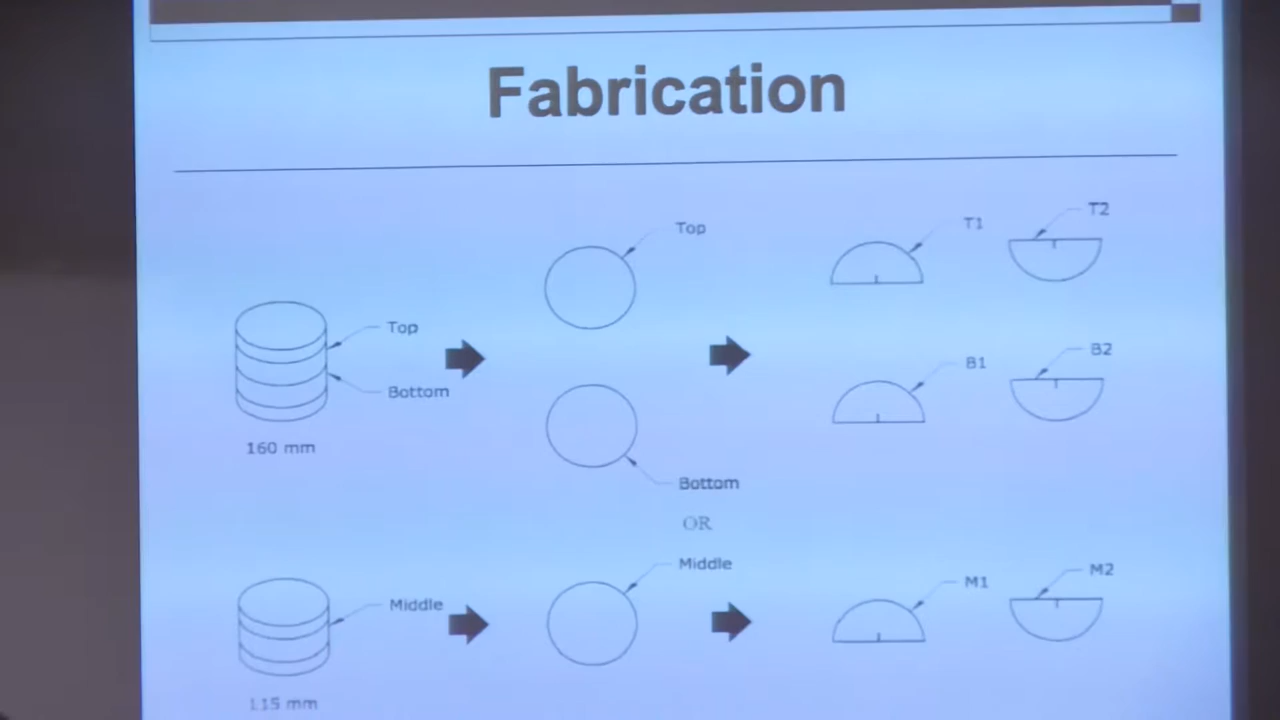 Fabrication
Top
T1
T2
Top
Bottom
160 mm
B1
B2
Bottom
OR
Middle
Middle
M1
M2
115 mm